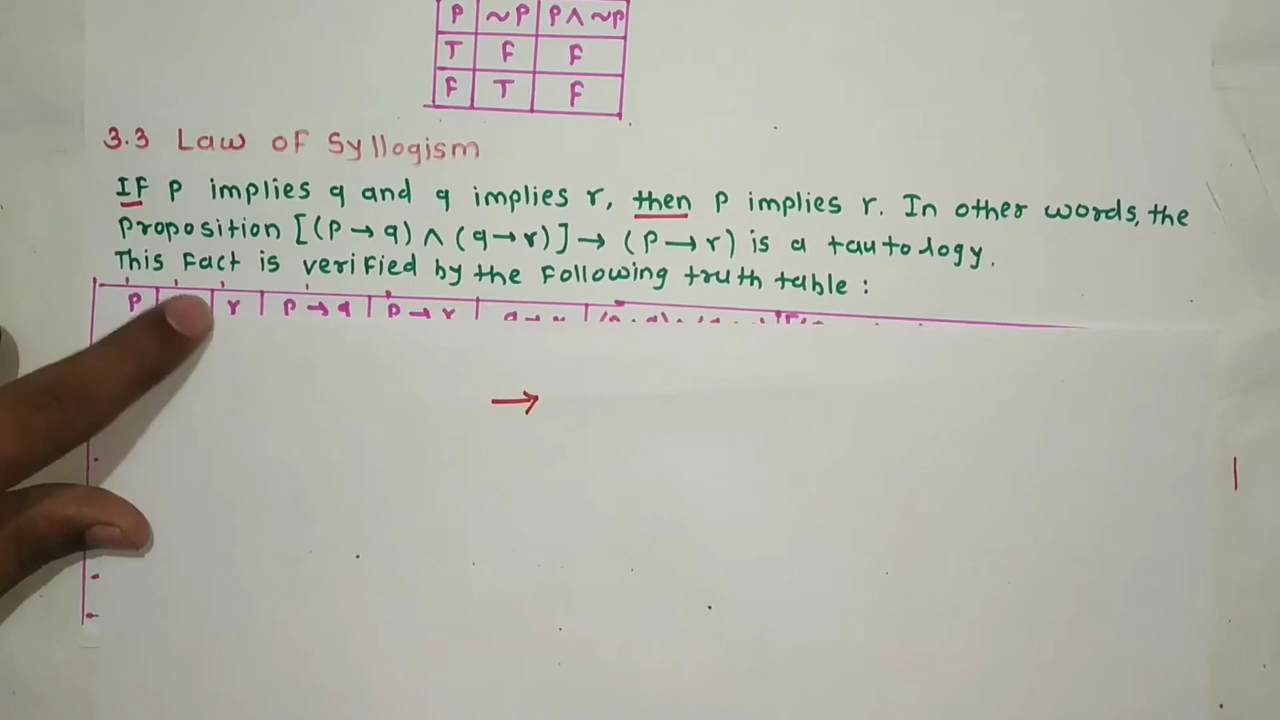 P ~P P ∧ ~P
T F F
F T F
3.3 Law of Syllogism
If p implies q and q implies r, then p implies r. In other words, the
Proposition [(P → q) ∧ (q → r)] → (P → r) is a tautology.
This fact is verified by the following truth table :
P r P → q P → r
→